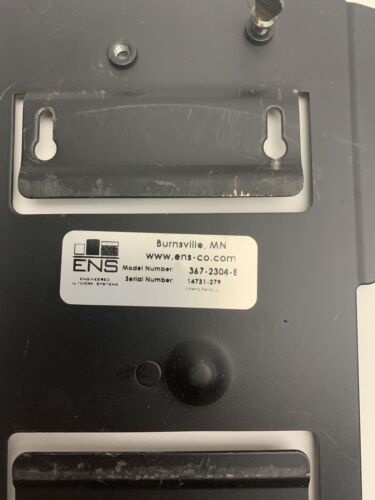 Burnsville, MN
www.ens-co.com
ENS
ENGINEERED
NETWORK SYSTEMS
Model Number: 367-2304-E
Serial Number: 14731-279